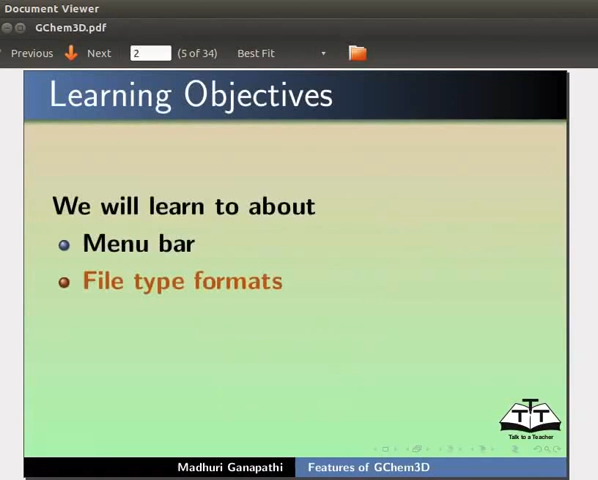 Document Viewer
GChem3D.pdf
Previous Next 2 (5 of 34) Best Fit
Learning Objectives
We will learn to about
Menu bar
File type formats
TTT
Talk to a Teacher
Madhuri Ganapathi Features of GChem3D